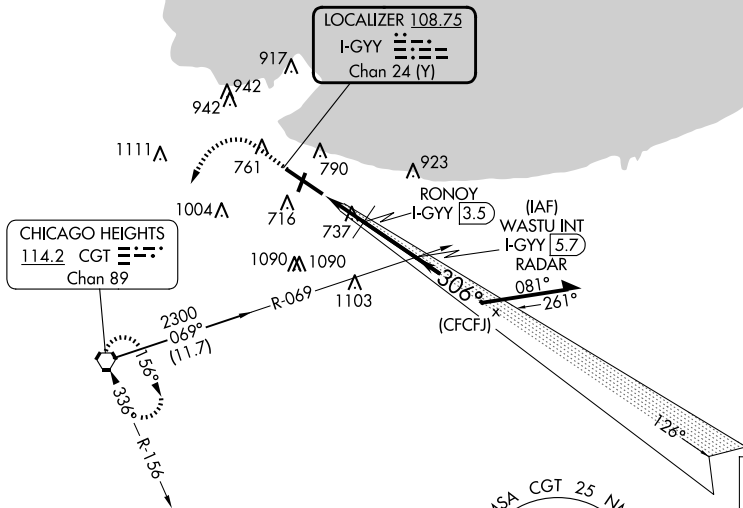 LOCALIZER 108.75
I-GYY
Chan 24 (Y)
917
942
942
1111
761
790
923
1004
716
737
RONOY
I-GYY 3.5
(IAF)
WASTU INT
I-GYY 5.7
RADAR
CHICAGO HEIGHTS
114.2 CGT
Chan 89
1090
1090
1103
R-069
306°
081°
261°
(CFCFJ)
x
2300
069°
(11.7)
156°
336°
R-156
126°
CGT 25